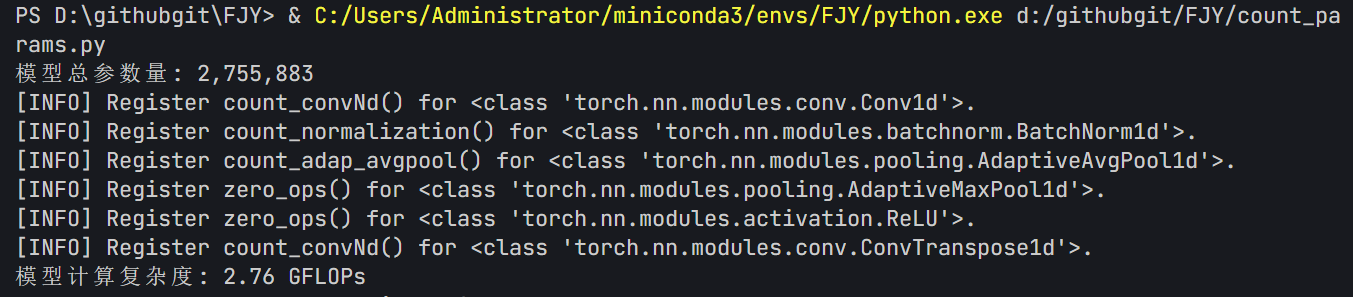 PS D:\githubgit\FJY> & C:/Users/Administrator/miniconda3/envs/FJY/python.exe d:/githubgit/FJY/count_pa
rams.py
模型总参数量: 2,755,883
[INFO] Register count_convNd() for <class 'torch.nn.modules.conv.Conv1d'>.
[INFO] Register count_normalization() for <class 'torch.nn.modules.batchnorm.BatchNorm1d'>.
[INFO] Register count_adap_avgpool() for <class 'torch.nn.modules.pooling.AdaptiveAvgPool1d'>.
[INFO] Register zero_ops() for <class 'torch.nn.modules.pooling.AdaptiveMaxPool1d'>.
[INFO] Register zero_ops() for <class 'torch.nn.modules.activation.ReLU'>.
[INFO] Register count_convNd() for <class 'torch.nn.modules.conv.ConvTranspose1d'>.
模型计算复杂度: 2.76 GFLOPs